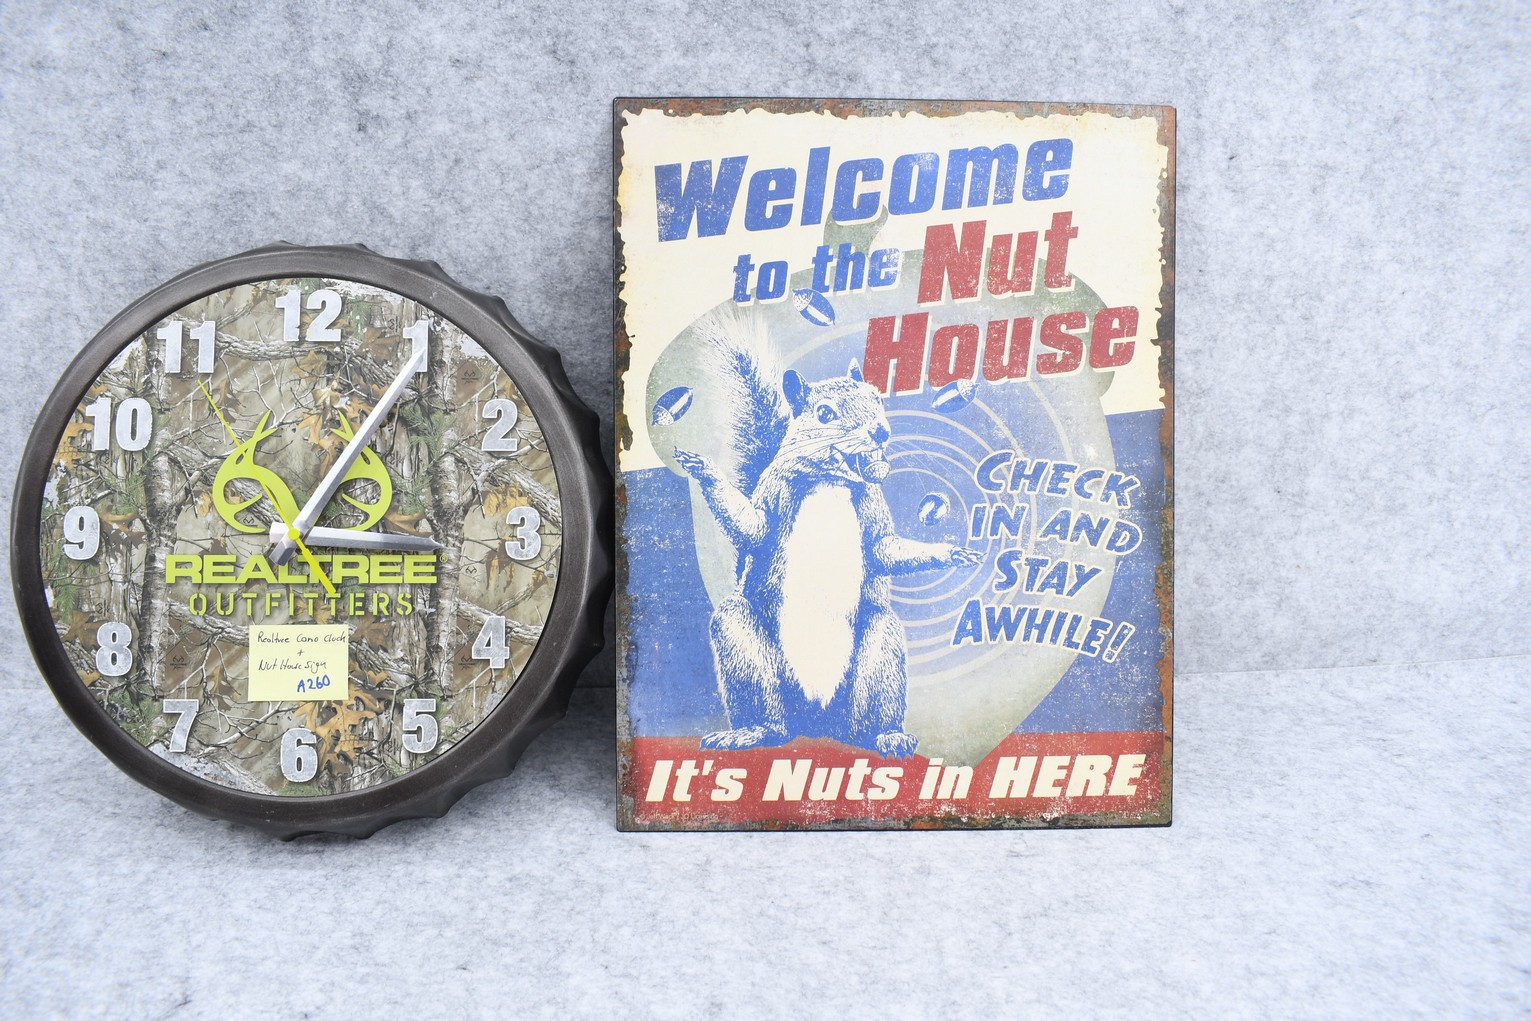 12
1
2
3
4
5
6
7
8
9
10
11
REALTREE
OUTFITTERS
Realtree Camo Clock
+
Nut House Sign
A260
Welcome
to the Nut
House
CHECK
IN AND
STAY
AWHILE!
It's Nuts in HERE